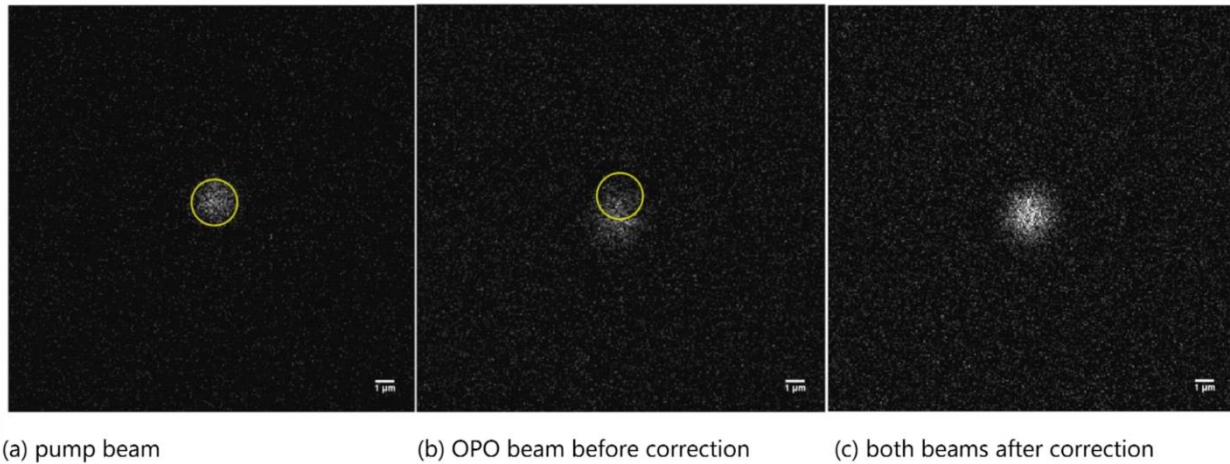 1 µm
1 µm
1 µm
(a) pump beam
(b) OPO beam before correction
(c) both beams after correction